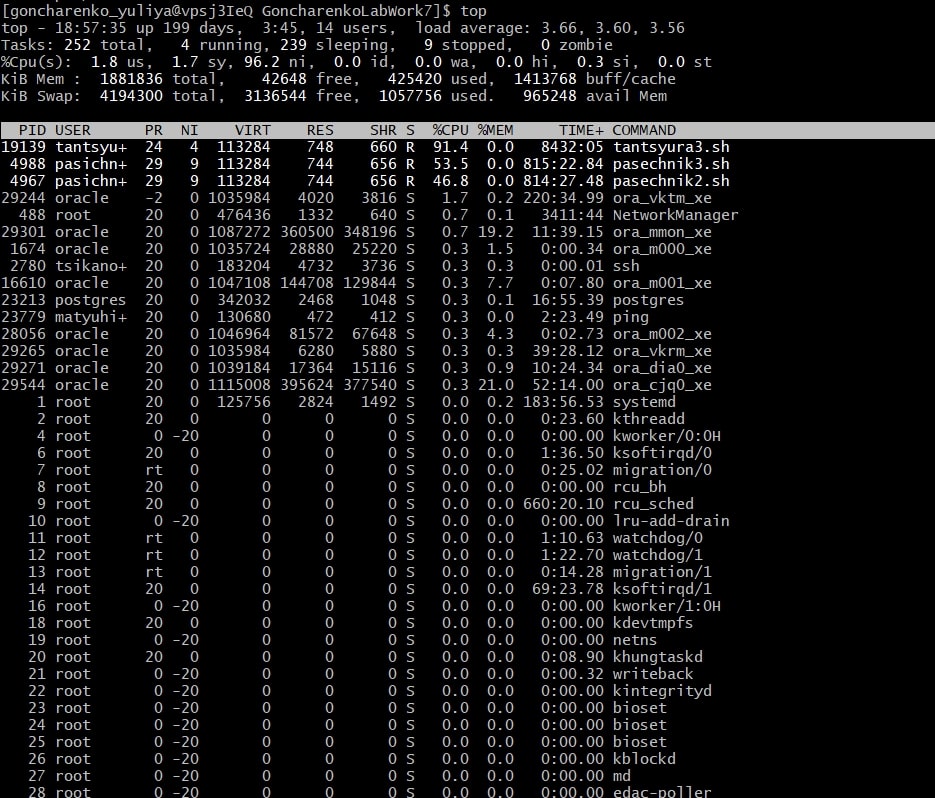 [goncharenko_yuliya@vpsj3IeQ GoncharenkoLabWork7]$ top
top - 18:57:35 up 199 days,  3:45, 14 users,  load average: 3.66, 3.60, 3.56
Tasks: 252 total,   4 running, 239 sleeping,   9 stopped,   0 zombie
%Cpu(s):  1.8 us,  1.7 sy, 96.2 ni,  0.0 id,  0.0 wa,  0.0 hi,  0.3 si,  0.0 st
KiB Mem :  1881836 total,    42648 free,   425420 used,  1413768 buff/cache
KiB Swap:  4194300 total,  3136544 free,  1057756 used.   965248 avail Mem
PID USER PR NI VIRT RES SHR S %CPU %MEM TIME+ COMMAND
19139 tantsyu+ 24 4 113284 748 660 R 91.4 0.0 8432:05 tantsyura3.sh
4988 pasichn+ 29 9 113284 744 656 R 53.5 0.0 815:22.84 pasechnik3.sh
4967 pasichn+ 29 9 113284 744 656 R 46.8 0.0 814:27.48 pasechnik2.sh
29244 oracle -2 0 1035984 4020 3816 S 1.7 0.2 220:34.99 ora_vktm_xe
488 root 20 0 476436 1332 640 S 0.7 0.1 3411:44 NetworkManager
29301 oracle 20 0 1087272 360500 348196 S 0.7 19.2 11:39.15 ora_mmon_xe
1674 oracle 20 0 1035724 28880 25220 S 0.3 1.5 0:00.34 ora_m000_xe
2780 tsikano+ 20 0 183204 4732 3736 S 0.3 0.3 0:00.01 ssh
16610 oracle 20 0 1047108 144708 129844 S 0.3 7.7 0:07.80 ora_m001_xe
23213 postgres 20 0 342032 2468 1048 S 0.3 0.1 16:55.39 postgres
23779 matyuhi+ 20 0 130680 472 412 S 0.3 0.0 2:23.49 ping
28056 oracle 20 0 1046964 81572 67648 S 0.3 4.3 0:02.73 ora_m002_xe
29265 oracle 20 0 1035984 6280 5880 S 0.3 0.3 39:28.12 ora_vkrm_xe
29271 oracle 20 0 1039184 17364 15116 S 0.3 0.9 10:24.34 ora_dia0_xe
29544 oracle 20 0 1115008 395624 377540 S 0.3 21.0 52:14.00 ora_cjq0_xe
1 root 20 0 125756 2824 1492 S 0.0 0.2 183:56.53 systemd
2 root 20 0 0 0 0 S 0.0 0.0 0:23.60 kthreadd
4 root 0 -20 0 0 0 S 0.0 0.0 0:00.00 kworker/0:0H
6 root 20 0 0 0 0 S 0.0 0.0 1:36.50 ksoftirqd/0
7 root rt 0 0 0 0 S 0.0 0.0 0:25.02 migration/0
8 root 20 0 0 0 0 S 0.0 0.0 0:00.00 rcu_bh
9 root 20 0 0 0 0 S 0.0 0.0 660:20.10 rcu_sched
10 root 0 -20 0 0 0 S 0.0 0.0 0:00.00 lru-add-drain
11 root rt 0 0 0 0 S 0.0 0.0 1:10.63 watchdog/0
12 root rt 0 0 0 0 S 0.0 0.0 1:22.70 watchdog/1
13 root rt 0 0 0 0 S 0.0 0.0 0:14.28 migration/1
14 root 20 0 0 0 0 S 0.0 0.0 69:23.78 ksoftirqd/1
16 root 0 -20 0 0 0 S 0.0 0.0 0:00.00 kworker/1:0H
18 root 20 0 0 0 0 S 0.0 0.0 0:00.00 kdevtmpfs
19 root 0 -20 0 0 0 S 0.0 0.0 0:00.00 netns
20 root 20 0 0 0 0 S 0.0 0.0 0:08.90 khungtaskd
21 root 0 -20 0 0 0 S 0.0 0.0 0:00.32 writeback
22 root 0 -20 0 0 0 S 0.0 0.0 0:00.00 kintegrityd
23 root 0 -20 0 0 0 S 0.0 0.0 0:00.00 bioset
24 root 0 -20 0 0 0 S 0.0 0.0 0:00.00 bioset
25 root 0 -20 0 0 0 S 0.0 0.0 0:00.00 bioset
26 root 0 -20 0 0 0 S 0.0 0.0 0:00.00 kblockd
27 root 0 -20 0 0 0 S 0.0 0.0 0:00.00 md
28 root 0 -20 0 0 0 S 0.0 0.0 0:00.00 edac-poller